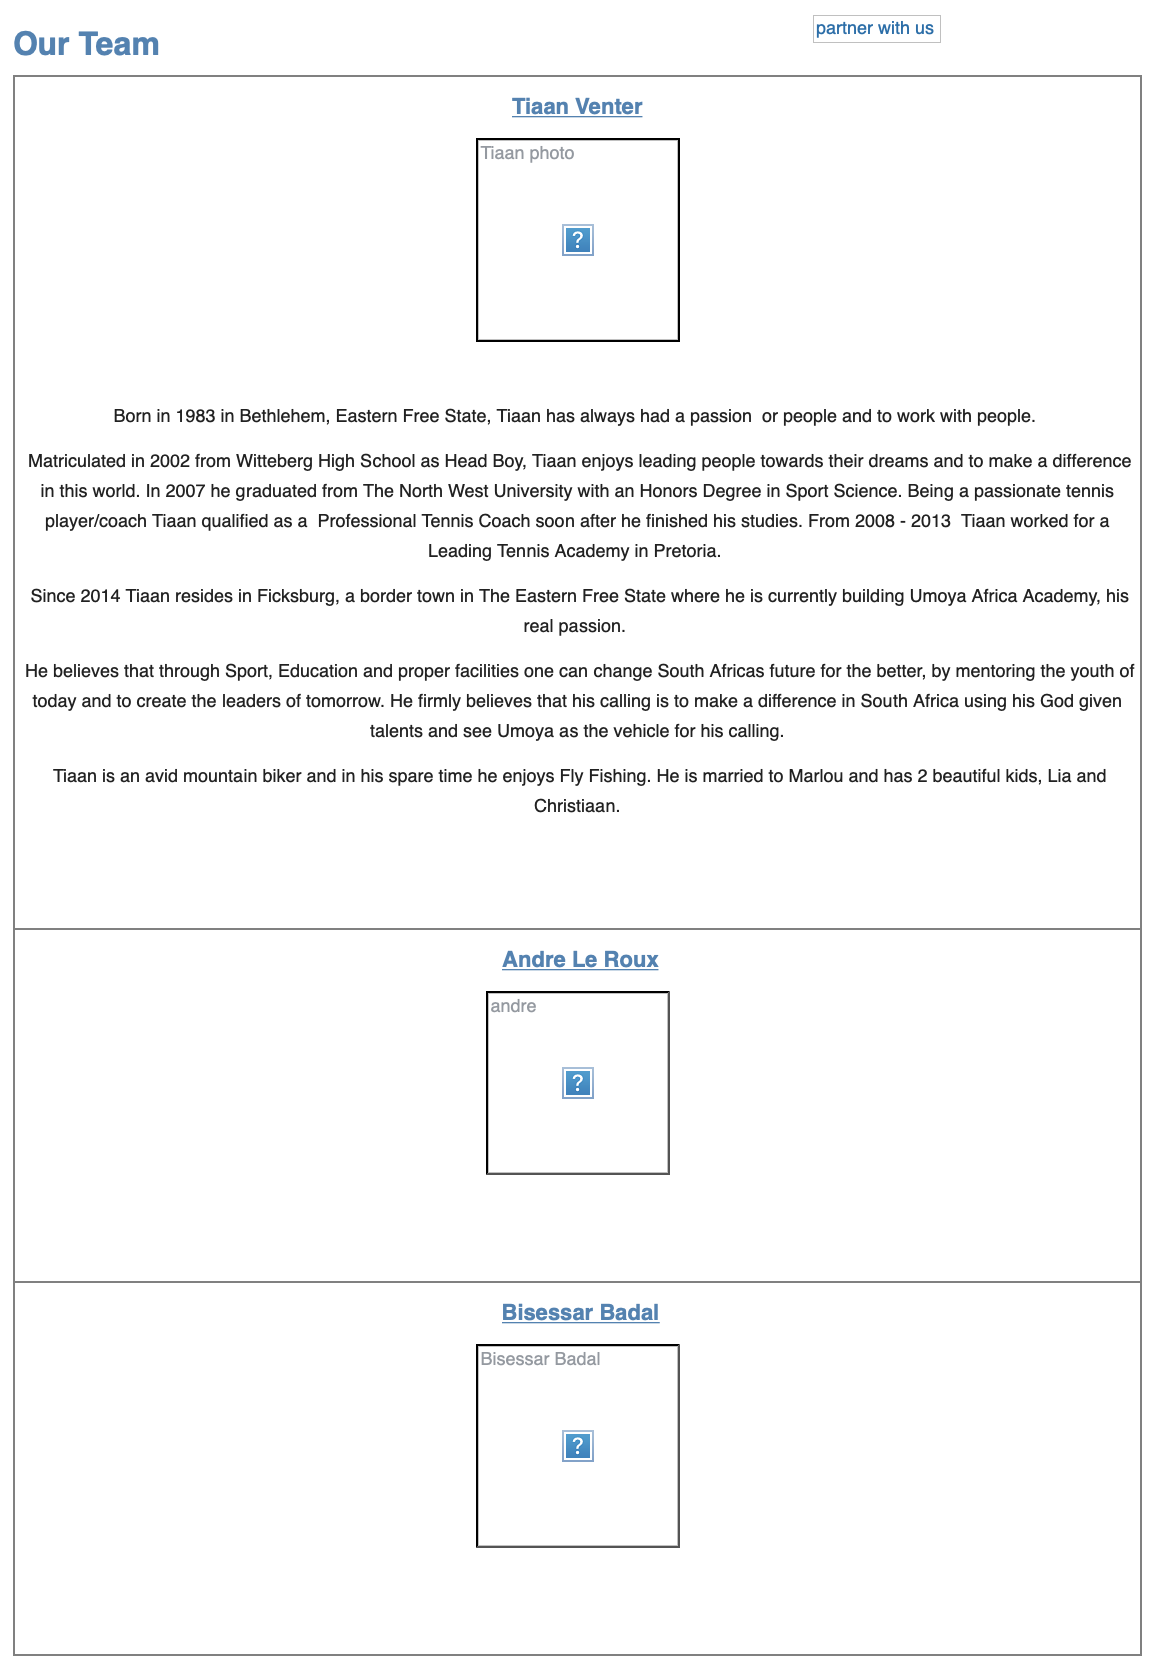 Our Team
partner with us
Tiaan Venter
Tiaan photo
?
Born in 1983 in Bethlehem, Eastern Free State, Tiaan has always had a passion  or people and to work with people.
Matriculated in 2002 from Witteberg High School as Head Boy, Tiaan enjoys leading people towards their dreams and to make a difference
in this world. In 2007 he graduated from The North West University with an Honors Degree in Sport Science. Being a passionate tennis
player/coach Tiaan qualified as a  Professional Tennis Coach soon after he finished his studies. From 2008 - 2013  Tiaan worked for a
Leading Tennis Academy in Pretoria.
Since 2014 Tiaan resides in Ficksburg, a border town in The Eastern Free State where he is currently building Umoya Africa Academy, his
real passion.
He believes that through Sport, Education and proper facilities one can change South Africas future for the better, by mentoring the youth of
today and to create the leaders of tomorrow. He firmly believes that his calling is to make a difference in South Africa using his God given
talents and see Umoya as the vehicle for his calling.
Tiaan is an avid mountain biker and in his spare time he enjoys Fly Fishing. He is married to Marlou and has 2 beautiful kids, Lia and
Christiaan.
Andre Le Roux
andre
?
Bisessar Badal
Bisessar Badal
?